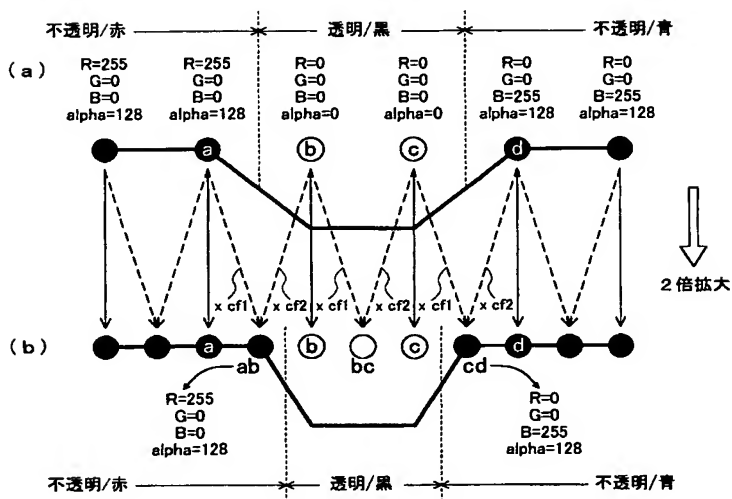 不透明/赤 透明/黒 不透明/青
(a)
R=255 R=255 R=0 R=0 R=0 R=0
G=0 G=0 G=0 G=0 G=0 G=0
B=0 B=0 B=0 B=0 B=255 B=255
alpha=128 alpha=128 alpha=0 alpha=0 alpha=128 alpha=128
a b c d
2倍拡大
x cf1 x cf2 x cf1 x cf2 x cf1 x cf2
(b)
a b c d
ab bc cd
R=255 R=0
G=0 G=0
B=0 B=255
alpha=128 alpha=128
不透明/赤 透明/黒 不透明/青